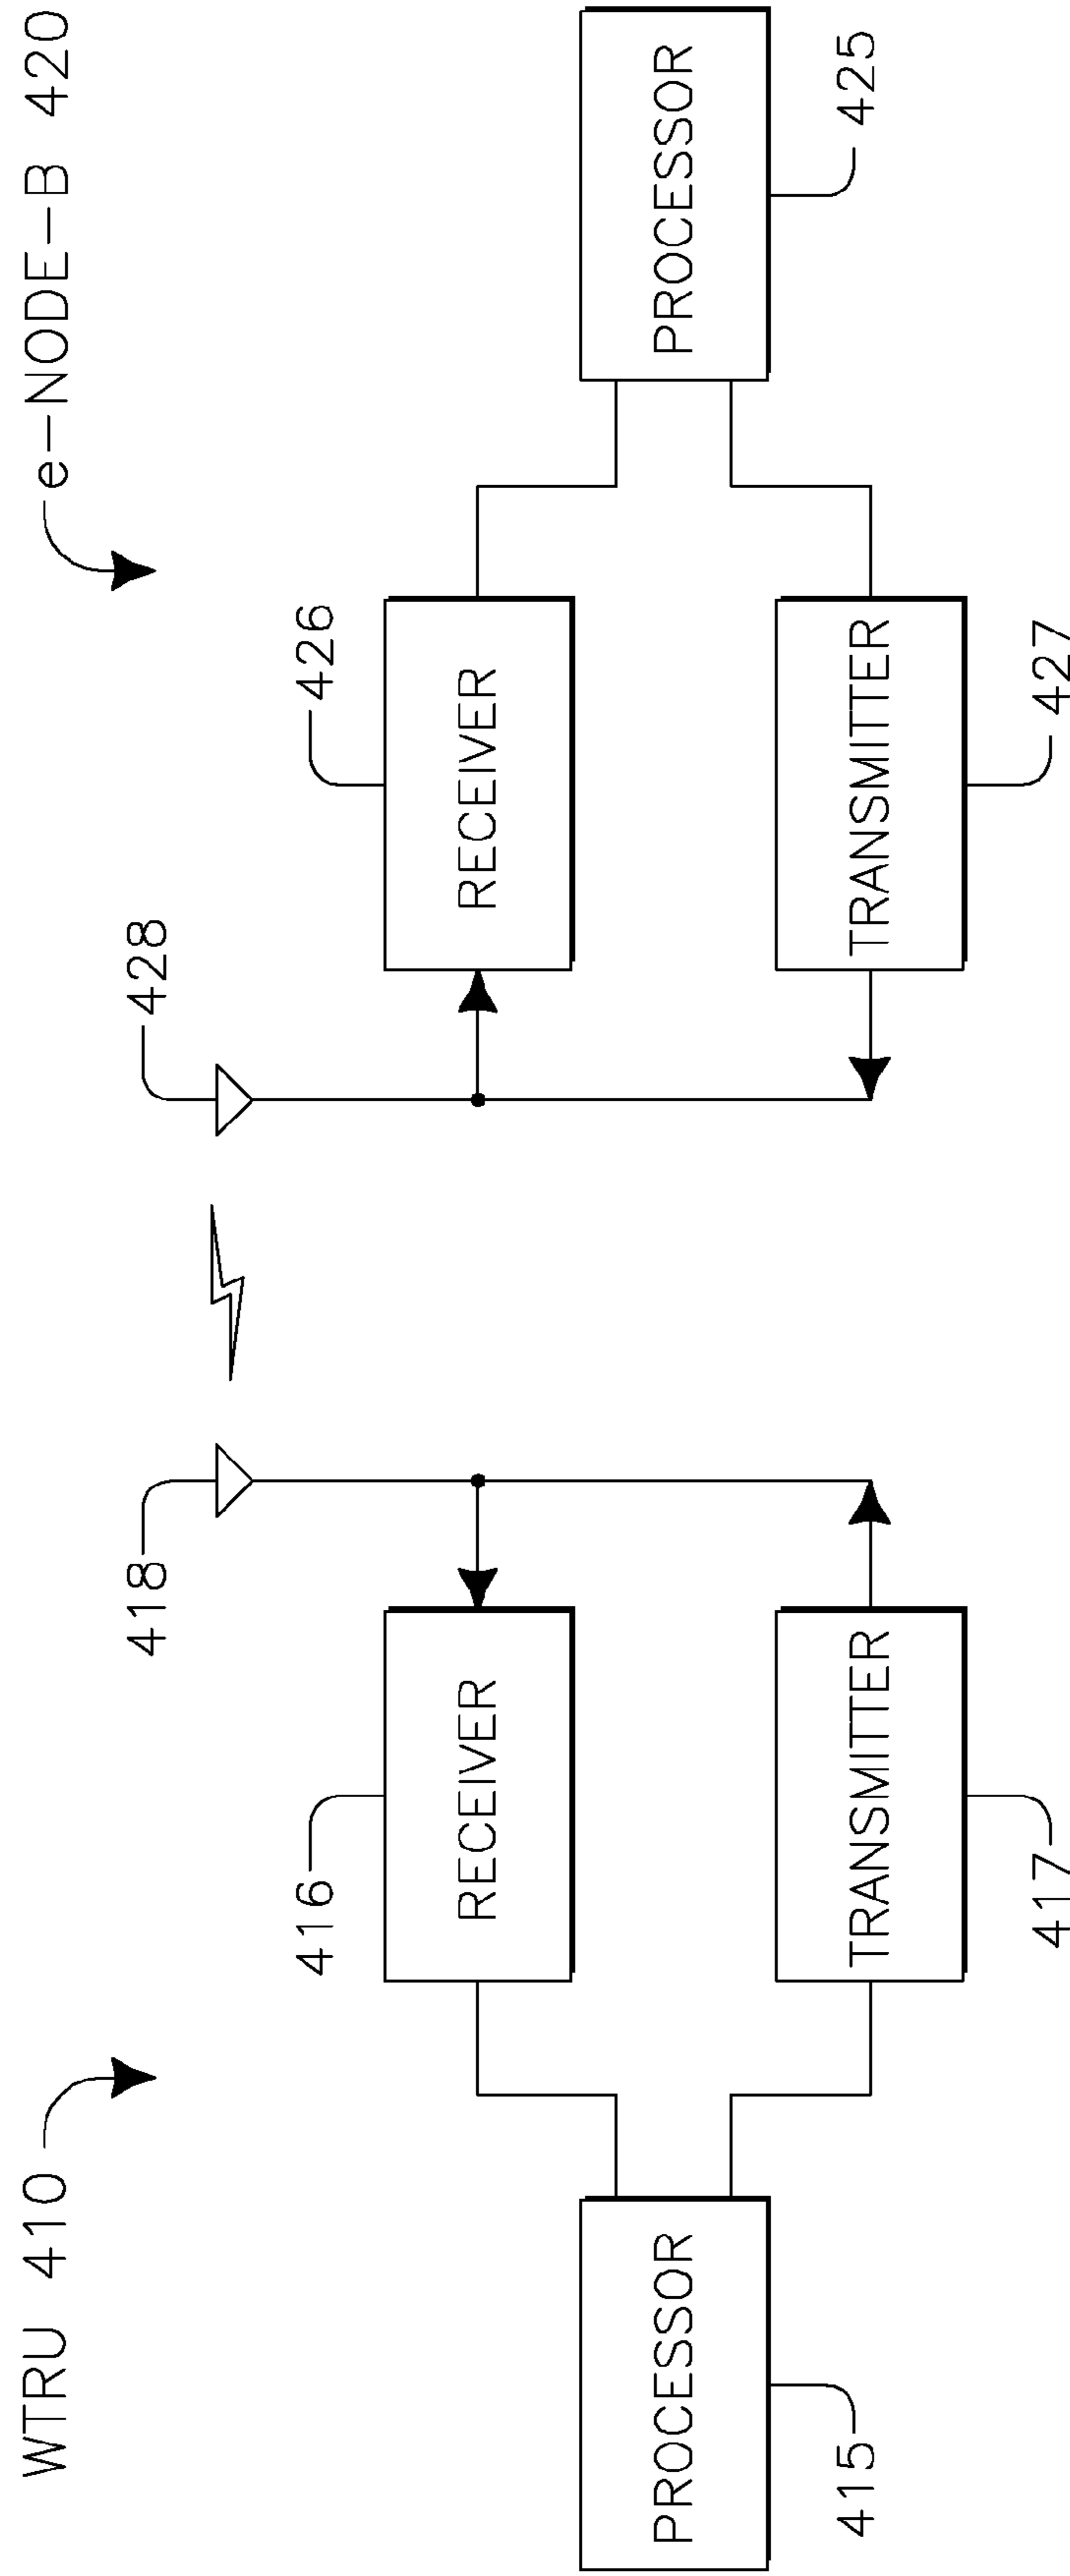 WTRU 410
e-NODE-B 420
418
428
416
426
RECEIVER
RECEIVER
PROCESSOR
PROCESSOR
415
425
TRANSMITTER
TRANSMITTER
417
427